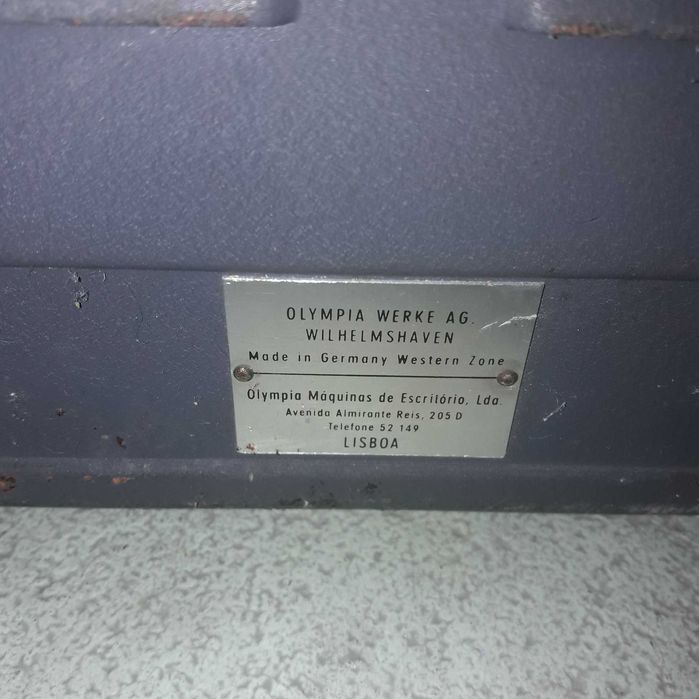 OLYMPIA WERKE AG.
WILHELMSHAVEN
Made in Germany Western Zone
Olympia Máquinas de Escritório, Lda.
Avenida Almirante Reis, 205 D
Telefone 52 149
LISBOA